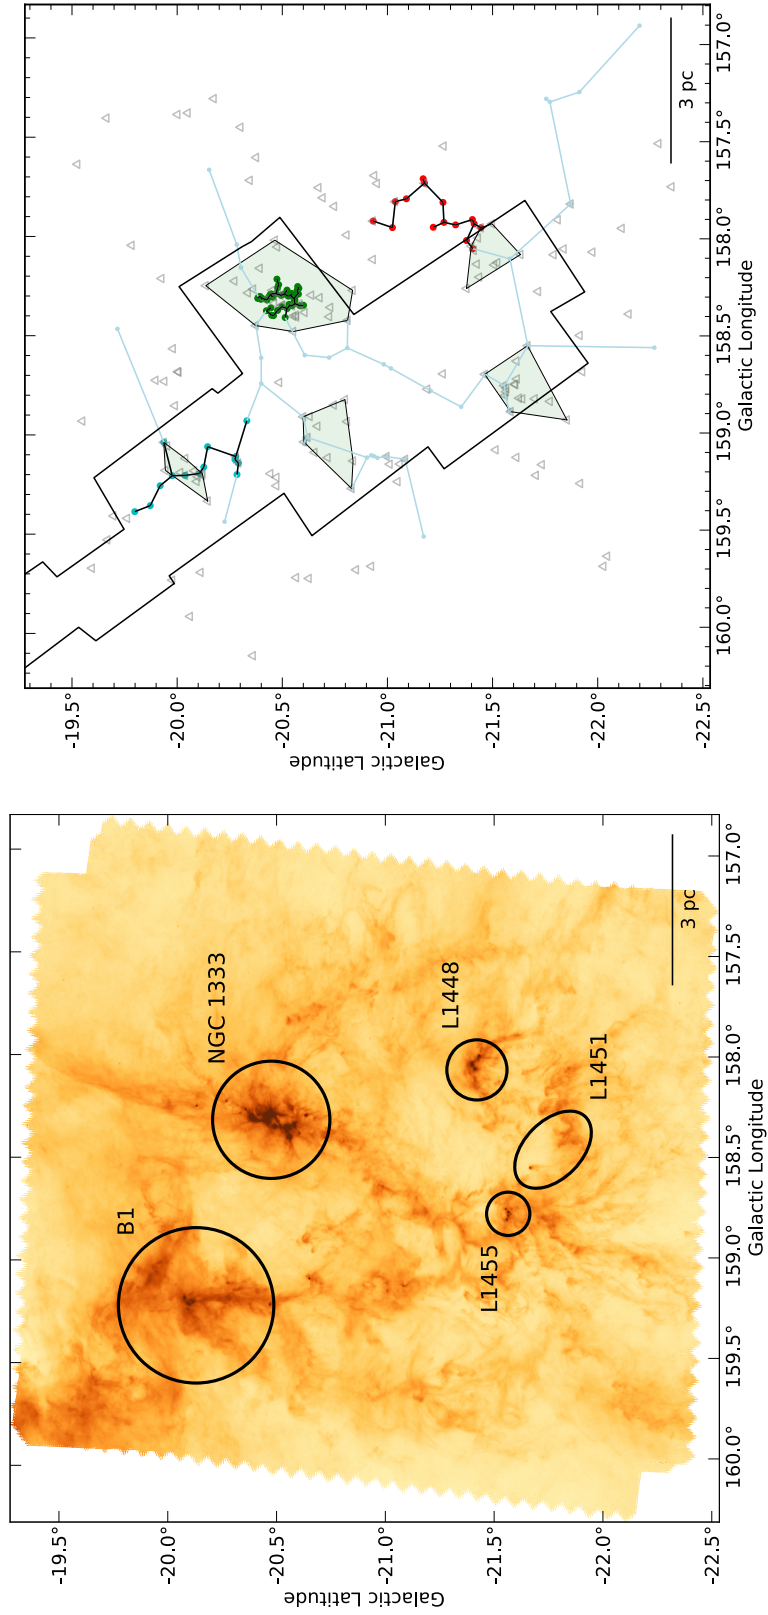 157.0°
157.5°
158.0°
158.5°
159.0°
159.5°
160.0°
Galactic Longitude
3 pc
-19.5°
-20.0°
-20.5°
-21.0°
-21.5°
-22.0°
-22.5°
Galactic Latitude
157.0°
157.5°
158.0°
158.5°
159.0°
159.5°
160.0°
Galactic Longitude
3 pc
NGC 1333
B1
L1448
L1451
L1455
-19.5°
-20.0°
-20.5°
-21.0°
-21.5°
-22.0°
-22.5°
Galactic Latitude